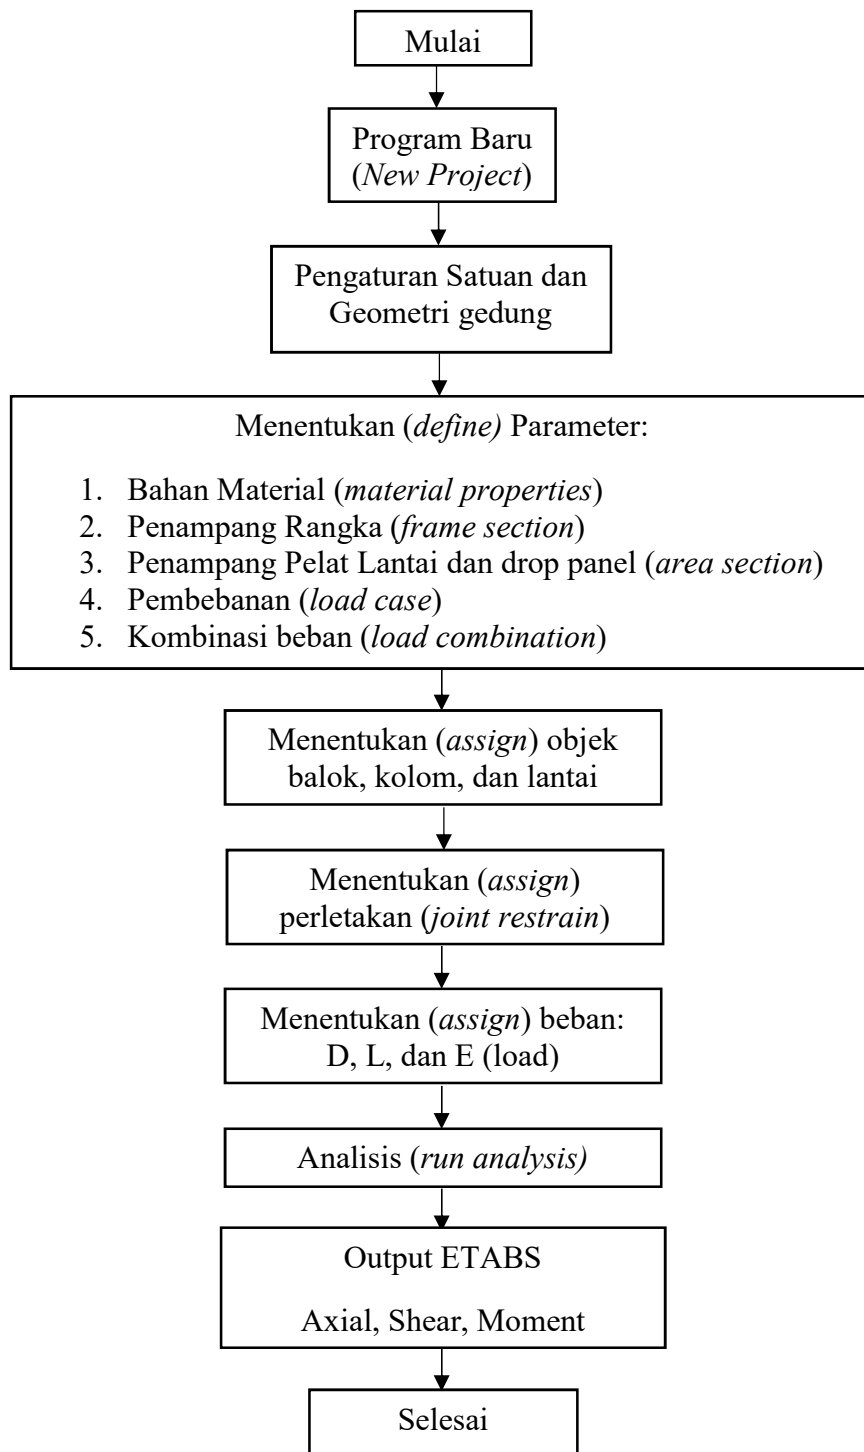 Mulai
Program Baru
(New Project)
Pengaturan Satuan dan
Geometri gedung
Menentukan (define) Parameter:
1. Bahan Material (material properties)
2. Penampang Rangka (frame section)
3. Penampang Pelat Lantai dan drop panel (area section)
4. Pembebanan (load case)
5. Kombinasi beban (load combination)
Menentukan (assign) objek
balok, kolom, dan lantai
Menentukan (assign)
perletakan (joint restrain)
Menentukan (assign) beban:
D, L, dan E (load)
Analisis (run analysis)
Output ETABS
Axial, Shear, Moment
Selesai